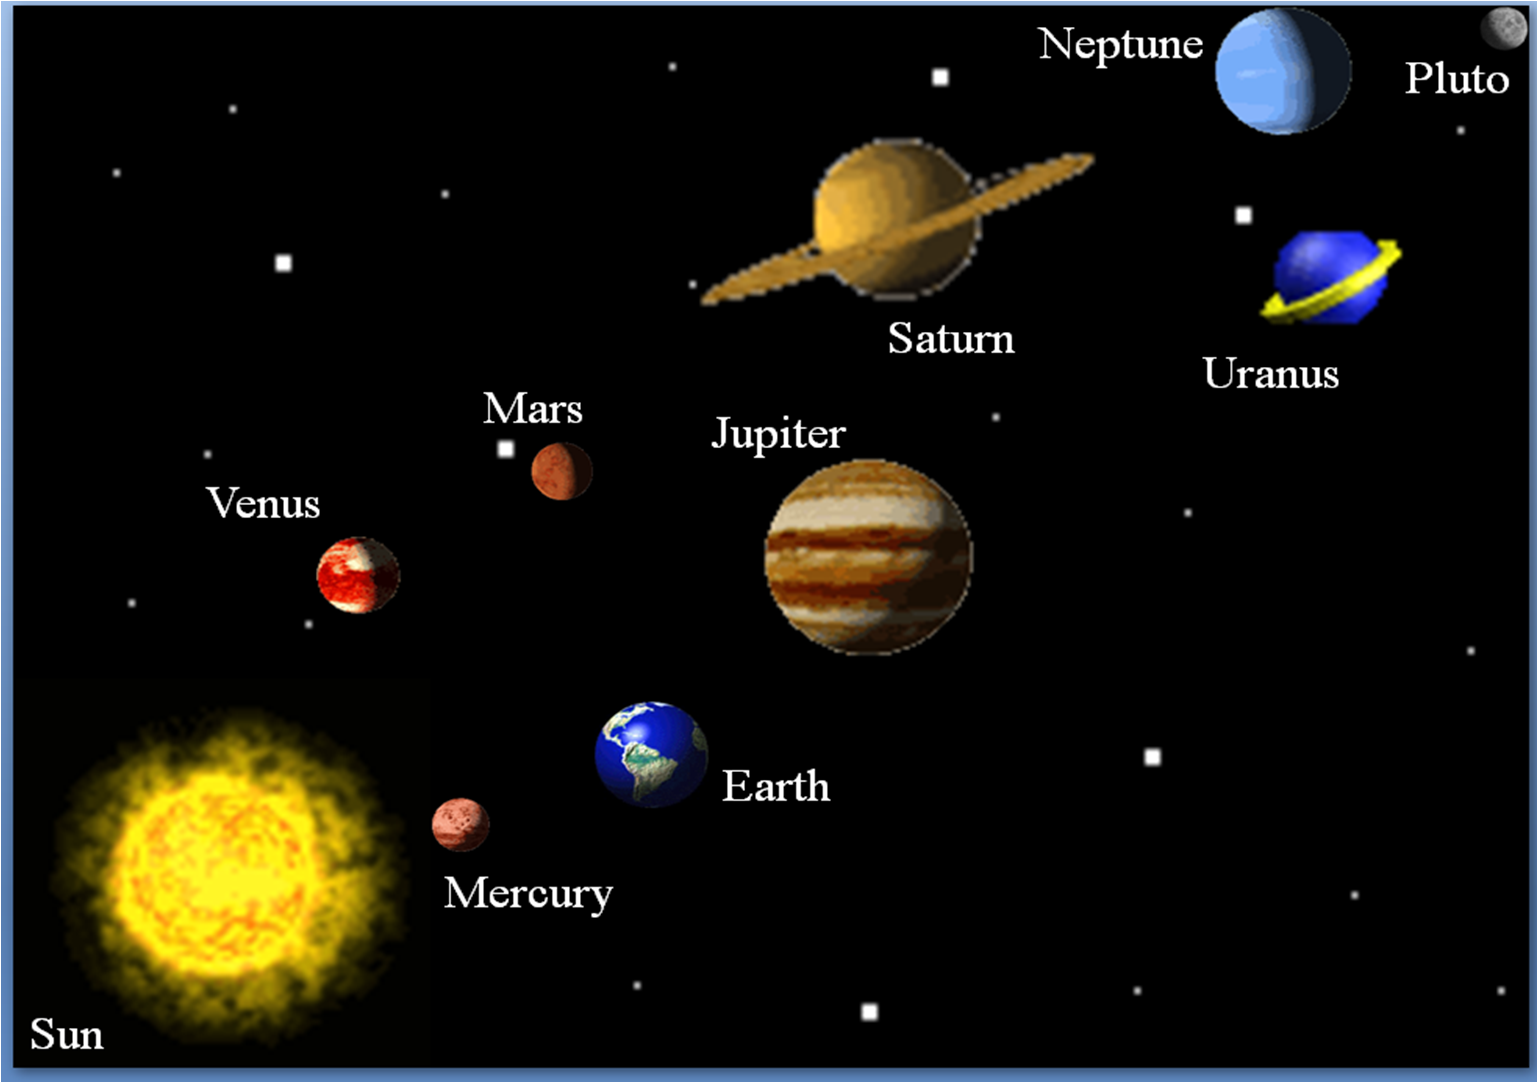 Neptune
Pluto
Saturn
Uranus
Mars
Jupiter
Venus
Earth
Mercury
Sun